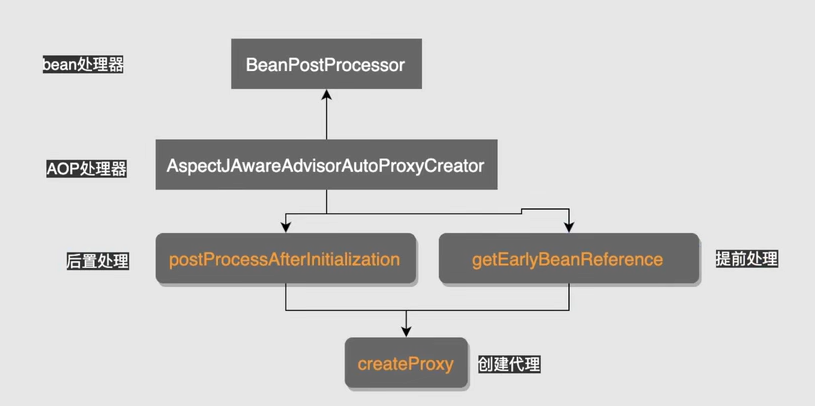 bean处理器
BeanPostProcessor
AOP处理器
AspectJAwareAdvisorAutoProxyCreator
后置处理
postProcessAfterInitialization
getEarlyBeanReference
提前处理
createProxy
创建代理